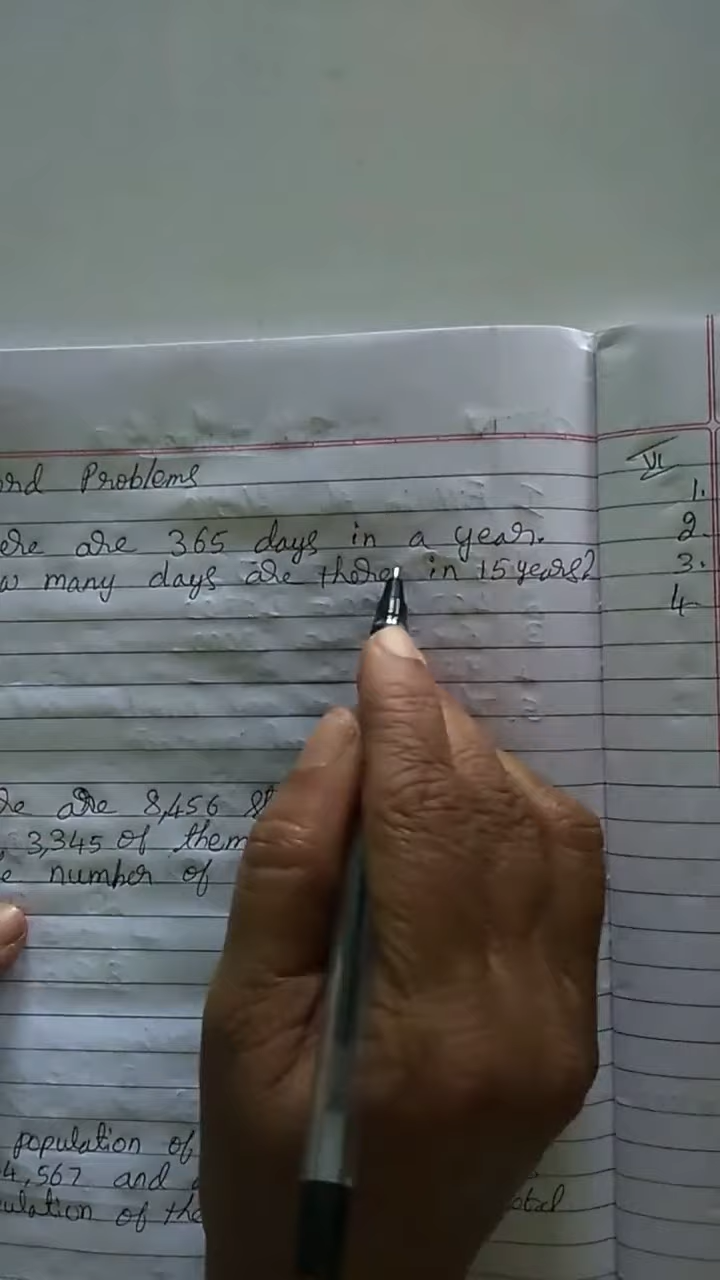 Problems
are 365 days in a year.
many days are there in 15 years?
are 8,456
3,345 of them
number of
population of
4,567 and
of the
VI
1.
2.
3.
4.